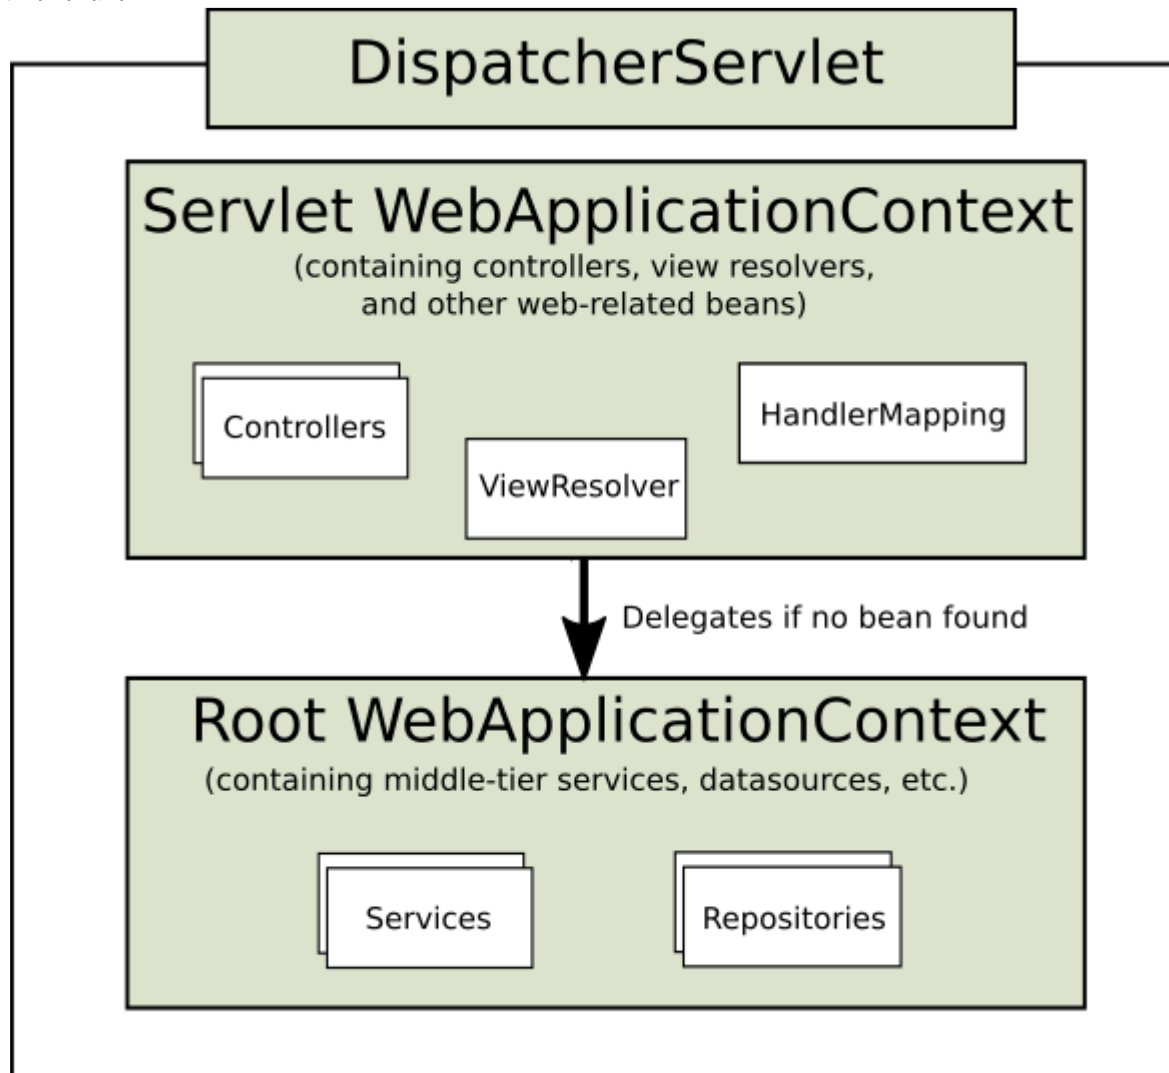 DispatcherServlet
Servlet WebApplicationContext
(containing controllers, view resolvers,
and other web-related beans)
Controllers
HandlerMapping
ViewResolver
Delegates if no bean found
Root WebApplicationContext
(containing middle-tier services, datasources, etc.)
Services
Repositories